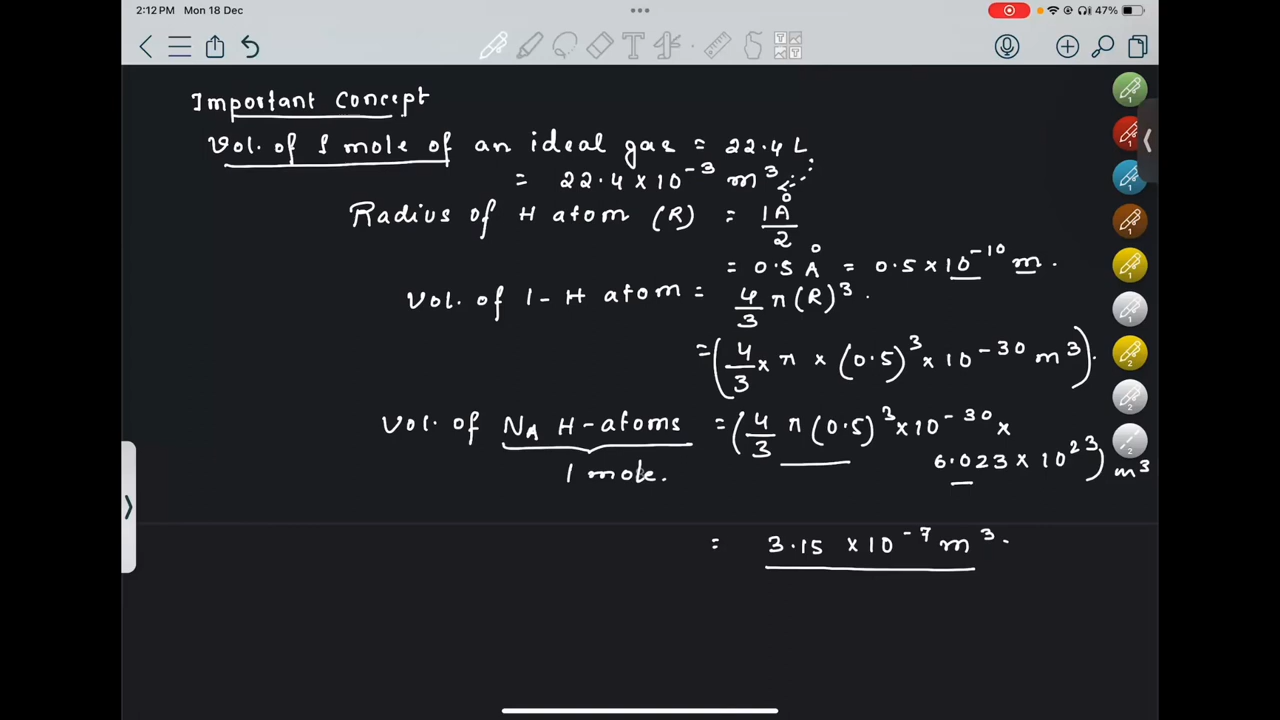 2:12 PM Mon 18 Dec
47%
Important Concept
Vol. of 1 mole of an ideal gas = 22.4 L
= 22.4 × 10⁻³ m³
Radius of H atom (R) = 1Å/2
= 0.5 Å = 0.5 × 10⁻¹⁰ m.
Vol. of 1-H atom = 4/3 π (R)³.
= (4/3 × π × (0.5)³ × 10⁻³⁰ m³).
Vol. of NA H-atoms = (4/3 π (0.5)³ × 10⁻³⁰ ×
6.023 × 10²³) m³
1 mole.
= 3.15 × 10⁻⁷ m³.